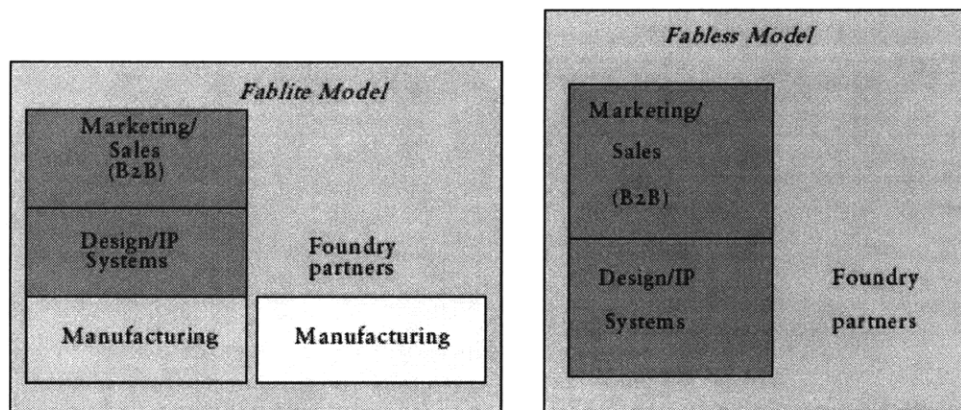 Fablite Model
Marketing/
Sales
(B2B)
Design/IP
Systems
Foundry
partners
Manufacturing
Manufacturing
Fabless Model
Marketing/
Sales
(B2B)
Design/IP
Systems
Foundry
partners